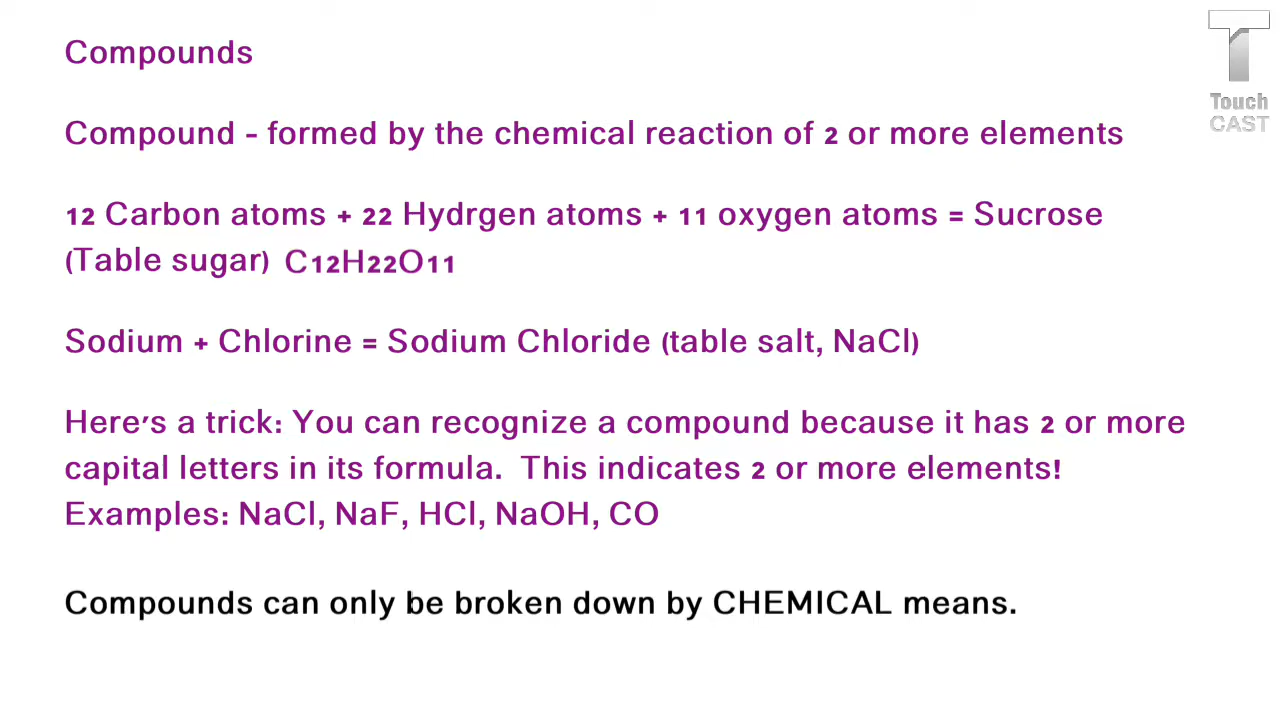 Compounds
Touch
CAST
Compound - formed by the chemical reaction of 2 or more elements
12 Carbon atoms + 22 Hydrgen atoms + 11 oxygen atoms = Sucrose
(Table sugar) C12H22O11
Sodium + Chlorine = Sodium Chloride (table salt, NaCl)
Here's a trick: You can recognize a compound because it has 2 or more
capital letters in its formula. This indicates 2 or more elements!
Examples: NaCl, NaF, HCl, NaOH, CO
Compounds can only be broken down by CHEMICAL means.